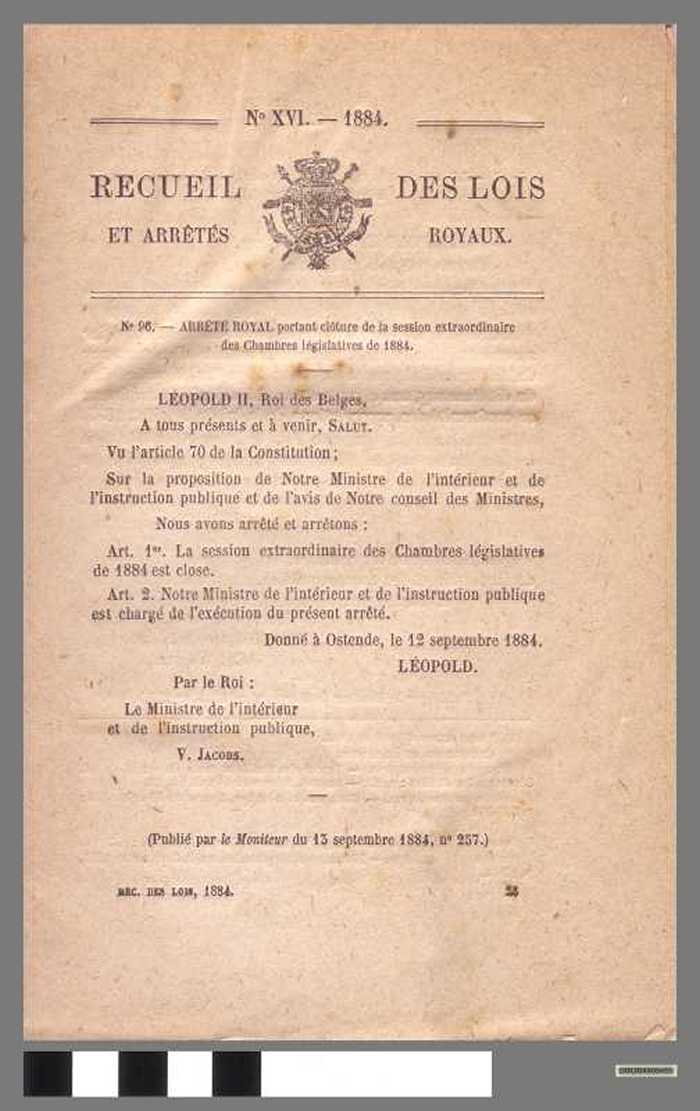 No XVI. — 1884.
RECUEIL DES LOIS
ET ARRÊTÉS ROYAUX.
No 96. — ARRÊTÉ ROYAL portant clôture de la session extraordinaire
des Chambres législatives de 1884.
LÉOPOLD II, Roi des Belges,
A tous présents et à venir, SALUT.
Vu l'article 70 de la Constitution;
Sur la proposition de Notre Ministre de l'intérieur et de
l'instruction publique et de l'avis de Notre conseil des Ministres,
Nous avons arrêté et arrêtons :
Art. 1er. La session extraordinaire des Chambres législatives
de 1884 est close.
Art. 2. Notre Ministre de l'intérieur et de l'instruction publique
est chargé de l'exécution du présent arrêté.
Donné à Ostende, le 12 septembre 1884.
LÉOPOLD.
Par le Roi :
Le Ministre de l'intérieur
et de l'instruction publique,
V. JACOBS.
(Publié par le Moniteur du 13 septembre 1884, no 257.)
REC. DES LOIS, 1884.